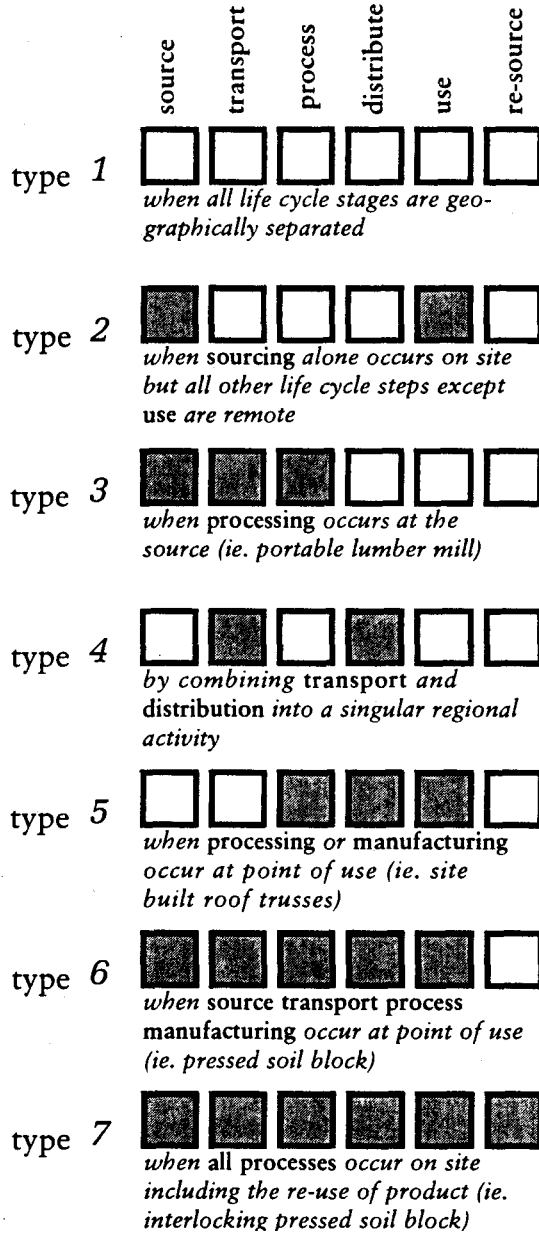 source transport process distribute use re-source
type 1
when all life cycle stages are geo-
graphically separated
type 2
when sourcing alone occurs on site
but all other life cycle steps except
use are remote
type 3
when processing occurs at the
source (ie. portable lumber mill)
type 4
by combining transport and
distribution into a singular regional
activity
type 5
when processing or manufacturing
occur at point of use (ie. site
built roof trusses)
type 6
when source transport process
manufacturing occur at point of use
(ie. pressed soil block)
type 7
when all processes occur on site
including the re-use of product (ie.
interlocking pressed soil block)